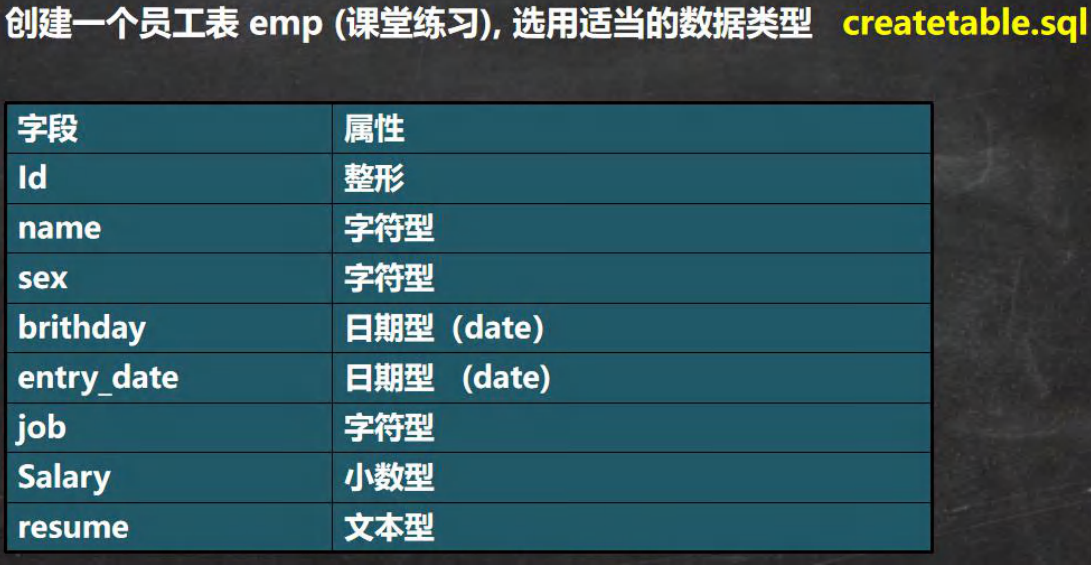 创建一个员工表 emp (课堂练习), 选用适当的数据类型 createtable.sql
字段 属性
Id 整形
name 字符型
sex 字符型
brithday 日期型 (date)
entry_date 日期型 (date)
job 字符型
Salary 小数型
resume 文本型